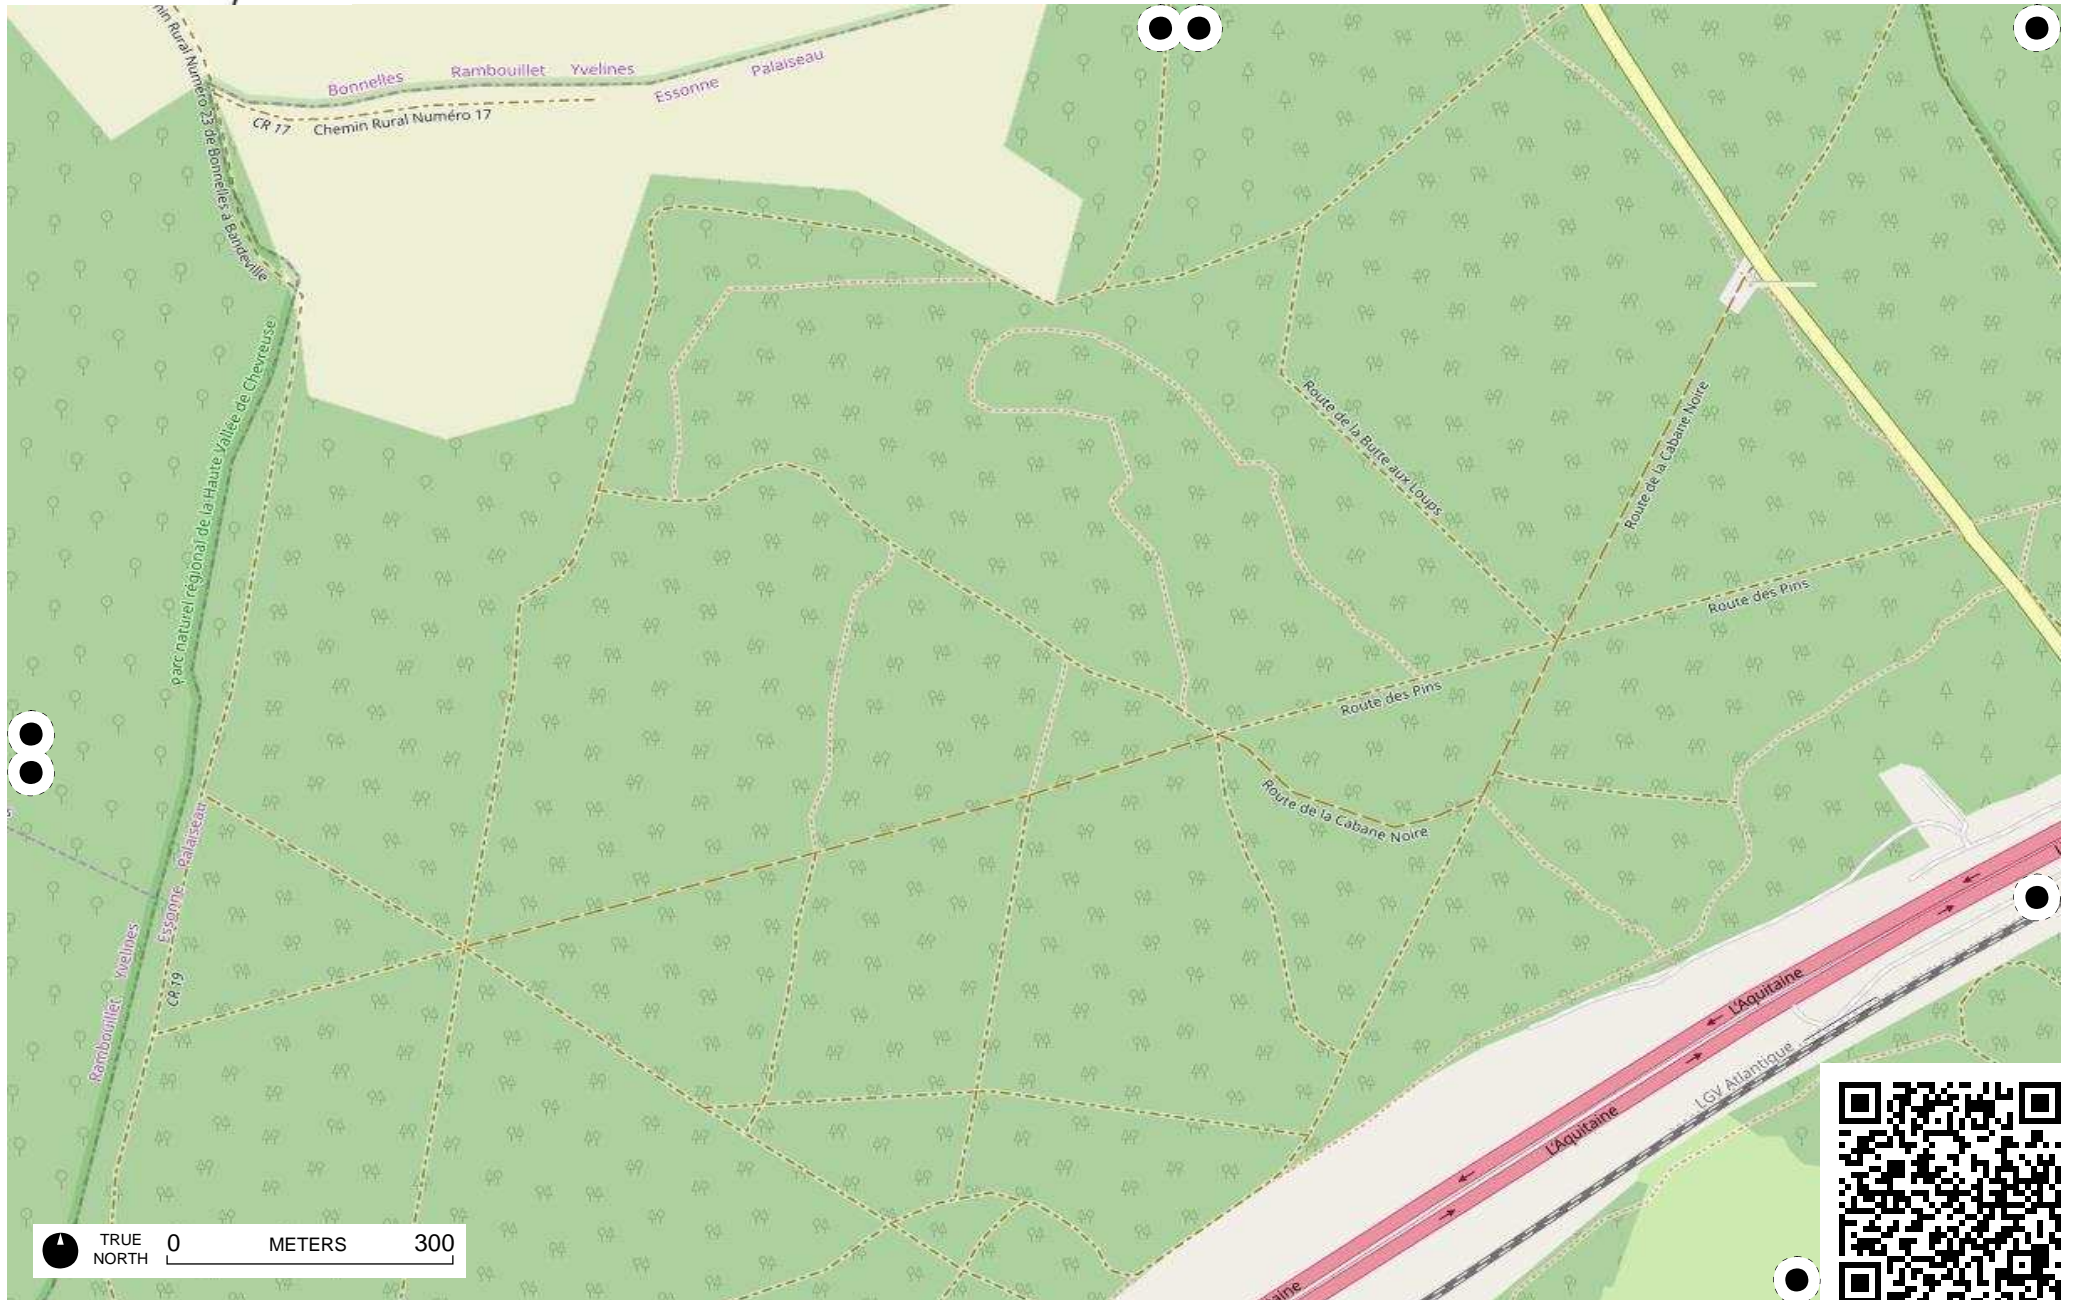 min Rural Numéro 23 de Bonnelles à Bandeville
Bonnelles Rambouillet Yvelines
Essonne Palaiseau
CR 17 Chemin Rural Numéro 17
Parc naturel régional de la Haute Vallée de Chevreuse
Route de la Butte aux Loups
Route de la Cabane Noire
Route des Pins
Route des Pins
Route de la Cabane Noire
Essonne Palaiseau
Rambouillet Yvelines
CR 19
L'Aquitaine
LGV Atlantique
L'Aquitaine
aine
L
TRUE NORTH 0 METERS 300